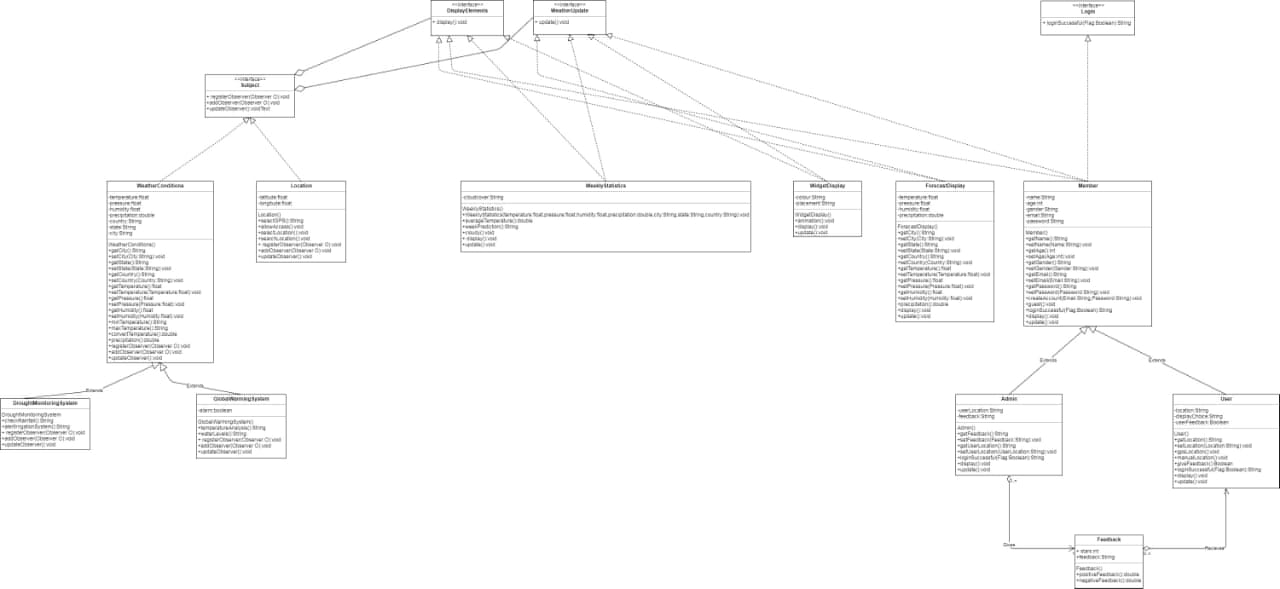 <<Interface>>
DisplayElements
+ display():void
<<Interface>>
WeatherUpdate
+ update():void
<<Interface>>
Login
+ loginSuccessful(Flag:Boolean):String
<<Interface>>
Subject
+ registerObserver(Observer O):void
+addObserver(Observer O):void
+updateObserver():voidText
WeatherConditions
-temperature:float
-pressure:float
-humidity:float
-precipitation:double
-country:String
-state:String
-city:String
WeatherConditions()
+getCity():String
+setCity(City:String):void
+getState():String
+setState(State:String):void
+getCountry():String
+setCountry(Country:String):void
+getTemperature():float
+setTemperature(Temperature:float):void
+getPressure():float
+setPressure(Pressure:float):void
+getHumidity():float
+setHumidity(Humidity:float):void
+minTemperature():String
+maxTemperature():String
+convertTemperature():double
+precipitation():double
+registerObserver(Observer O):void
+addObserver(Observer O):void
+updateObserver():void
Location
-latitude:float
-longitude:float
Location()
+selectGPS():String
+allowAccess():void
+selectLocation():void
+searchLocation():void
+ registerObserver(Observer O):void
+addObserver(Observer O):void
+updateObserver():void
WeeklyStatistics
-cloudcover:String
WeeklyStatistics()
+WeeklyStatistics(temperature:float,pressure:float,humidity:float,precipitation:double,city:String,state:String,country:String):void
+averageTemperature():double
+weekPrediction():String
+cloudy():void
+display():void
+update():void
WidgetDisplay
-colour:String
-placement:String
WidgetDisplay()
+animation():void
+display():void
+update():void
ForecastDisplay
-temperature:float
-pressure:float
-humidity:float
-precipitation:double
ForecastDisplay()
+getCity():String
+setCity(City:String):void
+getState():String
+setState(State:String):void
+getCountry():String
+setCountry(Country:String):void
+getTemperature():float
+setTemperature(Temperature:float):void
+getPressure():float
+setPressure(Pressure:float):void
+getHumidity():float
+setHumidity(Humidity:float):void
+precipitation():double
+display():void
+update():void
Member
-name:String
-age:int
-gender:String
-email:String
-password:String
Member()
+getName():String
+setName(Name:String):void
+getAge():int
+setAge(Age:int):void
+getGender():String
+setGender(Gender:String):void
+getEmail():String
+setEmail(Email:String):void
+getPassword():String
+setPassword(Password:String):void
+createAccount(Email:String,Password:String):void
+guest():void
+loginSuccessful(Flag:Boolean):String
+display():void
+update():void
Extends
Extends
Extends
Extends
DroughtMonitoringSystem
DroughtMonitoringSystem
+checkRainfall():String
+alertIrrigationSystem():String
+ registerObserver(Observer O):void
+addObserver(Observer O):void
+updateObserver():void
GlobalWarmingSystem
-alarm:boolean
GlobalWarmingSystem()
+temperatureAnalysis():String
+waterLevels():String
+ registerObserver(Observer O):void
+addObserver(Observer O):void
+updateObserver():void
Admin
-userLocation:String
-feedback:String
Admin()
+getFeedback():String
+setFeedback(Feedback:String):void
+getUserLocation():String
+setUserLocation(UserLocation:String):void
+loginSuccessful(Flag:Boolean):String
+display():void
+update():void
User
-location:String
-displayChoice:String
-userFeedback:Boolean
User()
+getLocation():String
+setLocation(Location:String):void
+gpsLocation():void
+manualLocation():void
+giveFeedback():Boolean
+loginSuccessful(Flag:Boolean):String
+display():void
+update():void
Feedback
+ stars:int
+feedback:String
Feedback()
+positiveFeedback():double
+negativeFeedback():double